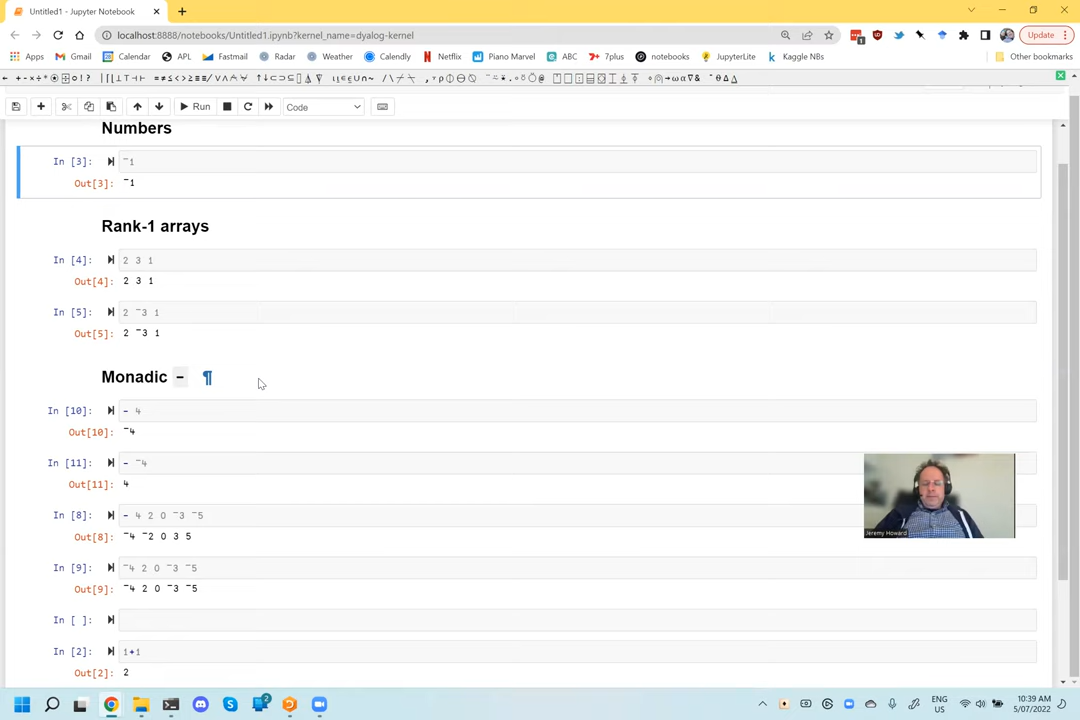 Untitled1 - Jupyter Notebook
localhost:8888/notebooks/Untitled1.ipynb?kernel_name=dyalog-kernel
Update
Apps Gmail Calendar APL Fastmail Radar Weather Calendly Netflix Piano Marvel ABC 7plus notebooks JupyterLite Kaggle NBs Other bookmarks
Run Code
Numbers
In [3]: ¯1
Out[3]: ¯1
Rank-1 arrays
In [4]: 2 3 1
Out[4]: 2 3 1
In [5]: 2 ¯3 1
Out[5]: 2 ¯3 1
Monadic - ¶
In [10]: - 4
Out[10]: ¯4
In [11]: - ¯4
Out[11]: 4
In [8]: - 4 2 0 ¯3 ¯5
Out[8]: ¯4 ¯2 0 3 5
In [9]: ¯4 2 0 ¯3 ¯5
Out[9]: ¯4 2 0 ¯3 ¯5
In [ ]:
In [2]: 1+1
Out[2]: 2
Jeremy Howard
ENG
US
10:39 AM
5/07/2022